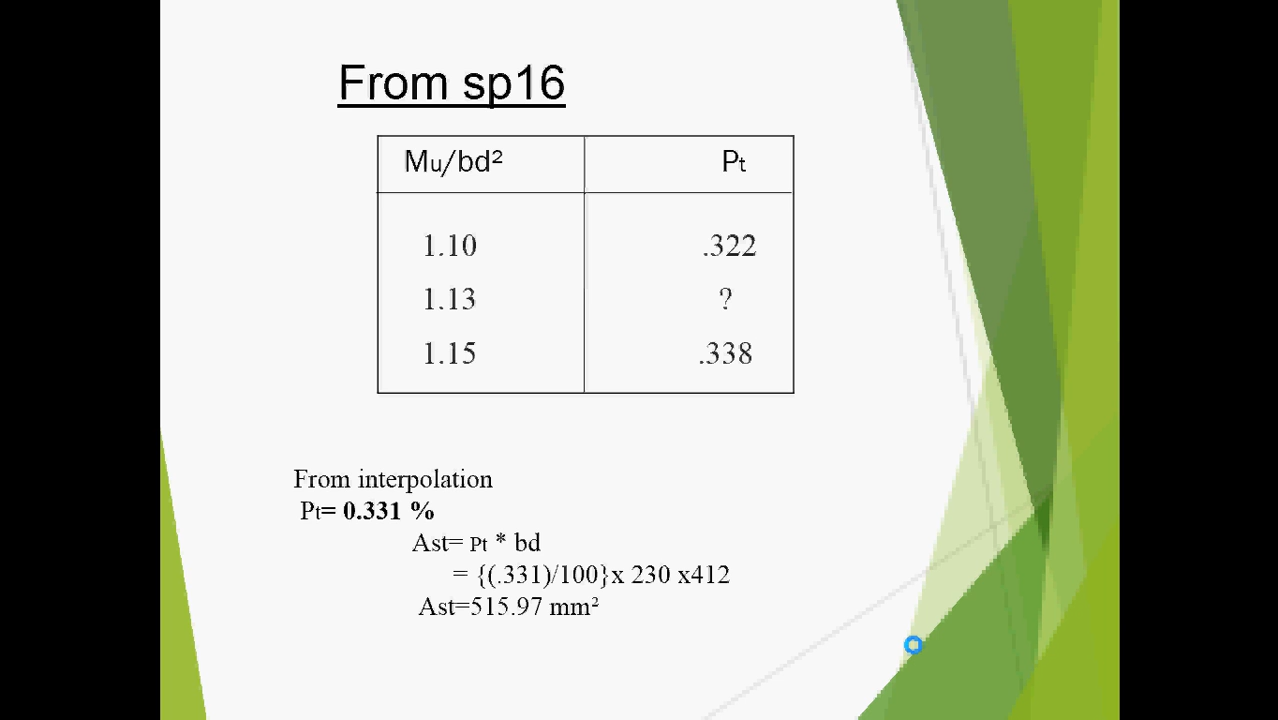 From sp16
Mu/bd² Pt
1.10 .322
1.13 ?
1.15 .338
From interpolation
Pt= 0.331 %
Ast= Pt * bd
= {(.331)/100}x 230 x412
Ast=515.97 mm²